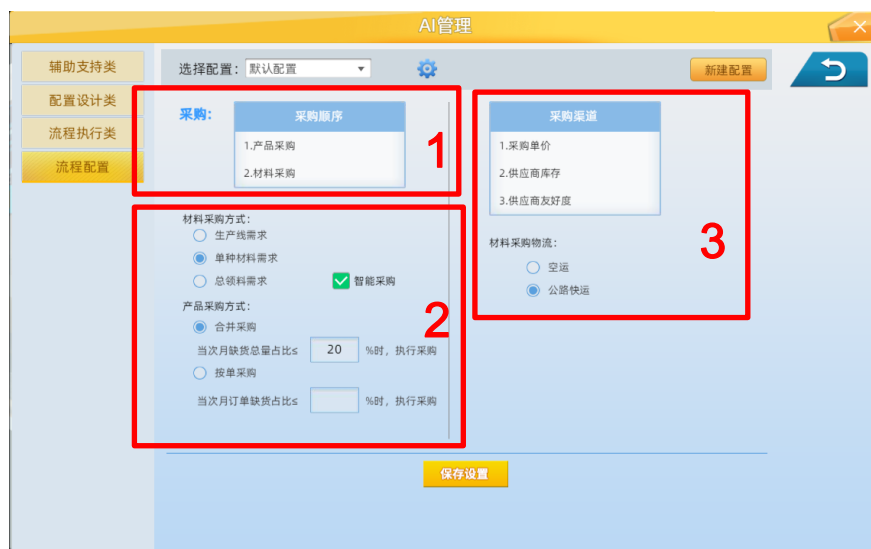 AI管理
辅助支持类
配置设计类
流程执行类
流程配置
选择配置： 默认配置
新建配置
采购：
采购顺序
1.产品采购
2.材料采购
1
材料采购方式：
生产线需求
单种材料需求
总领料需求 智能采购
产品采购方式：
合并采购
当次月缺货总量占比≤ 20 %时，执行采购
按单采购
当次月订单缺货占比≤ %时，执行采购
2
采购渠道
1.采购单价
2.供应商库存
3.供应商友好度
材料采购物流：
空运
公路快运
3
保存设置